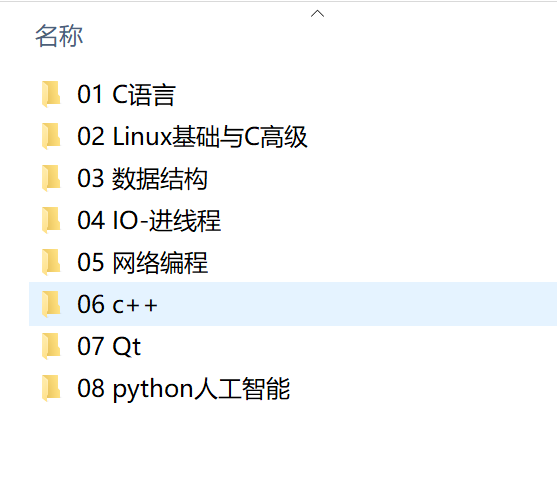 名称
01 C语言
02 Linux基础与C高级
03 数据结构
04 IO-进线程
05 网络编程
06 c++
07 Qt
08 python人工智能